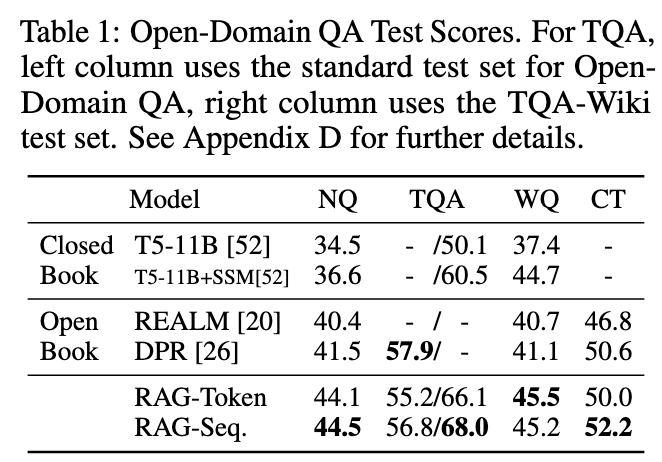 Table 1: Open-Domain QA Test Scores. For TQA,
left column uses the standard test set for Open-
Domain QA, right column uses the TQA-Wiki
test set. See Appendix D for further details.
Model NQ TQA WQ CT
Closed T5-11B [52] 34.5 - /50.1 37.4 -
Book T5-11B+SSM[52] 36.6 - /60.5 44.7 -
Open REALM [20] 40.4 - / - 40.7 46.8
Book DPR [26] 41.5 57.9/ - 41.1 50.6
RAG-Token 44.1 55.2/66.1 45.5 50.0
RAG-Seq. 44.5 56.8/68.0 45.2 52.2